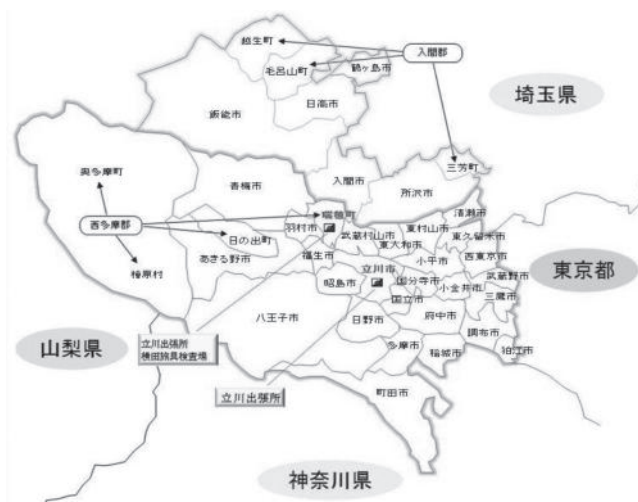 越生町
入間郡
毛呂山町
鶴ヶ島市
埼玉県
飯能市
日高市
奥多摩町
青梅市
入間市
三芳町
所沢市
西多摩郡
瑞穂町
清瀬市
日の出町
羽村市
武蔵村山市
東村山市
東大和市
東久留米市
あきる野市
福生市
小平市
西東京市
東京都
檜原村
立川市
昭島市
国分寺市
小金井市
武蔵野市
三鷹市
国立市
八王子市
日野市
府中市
調布市
狛江市
山梨県
立川出張所
横田旅具検査場
多摩市
稲城市
立川出張所
町田市
神奈川県